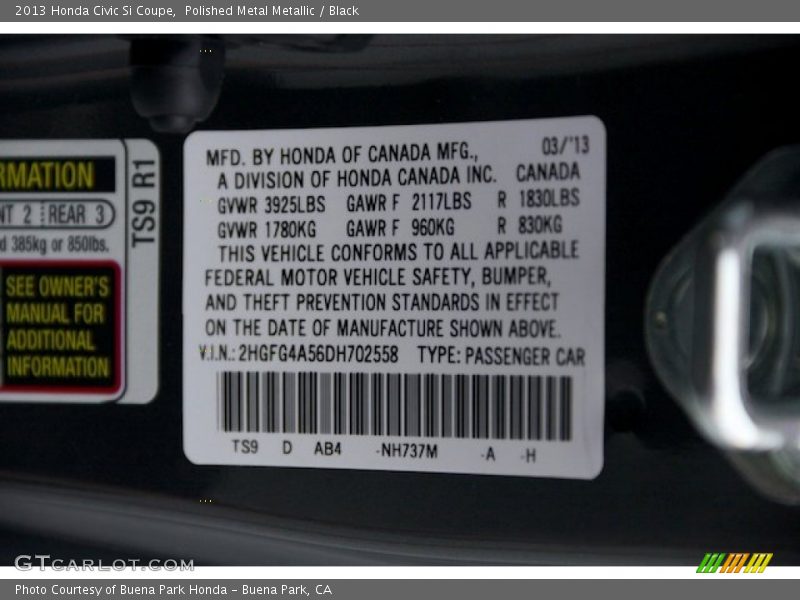 2013 Honda Civic Si Coupe,  Polished Metal Metallic / Black
RMATION
NT 2 REAR 3
d 385kg or 850lbs.
SEE OWNER'S
MANUAL FOR
ADDITIONAL
INFORMATION
TS9 R1
03/'13
MFD. BY HONDA OF CANADA MFG.,
A DIVISION OF HONDA CANADA INC. CANADA
GVWR 3925LBS GAWR F 2117LBS R 1830LBS
GVWR 1780KG GAWR F 960KG R 830KG
THIS VEHICLE CONFORMS TO ALL APPLICABLE
FEDERAL MOTOR VEHICLE SAFETY, BUMPER,
AND THEFT PREVENTION STANDARDS IN EFFECT
ON THE DATE OF MANUFACTURE SHOWN ABOVE.
V.I.N.: 2HGFG4A56DH702558 TYPE: PASSENGER CAR
TS9 D AB4 -NH737M -A -H
GTCARLOT.COM
Photo Courtesy of Buena Park Honda - Buena Park, CA